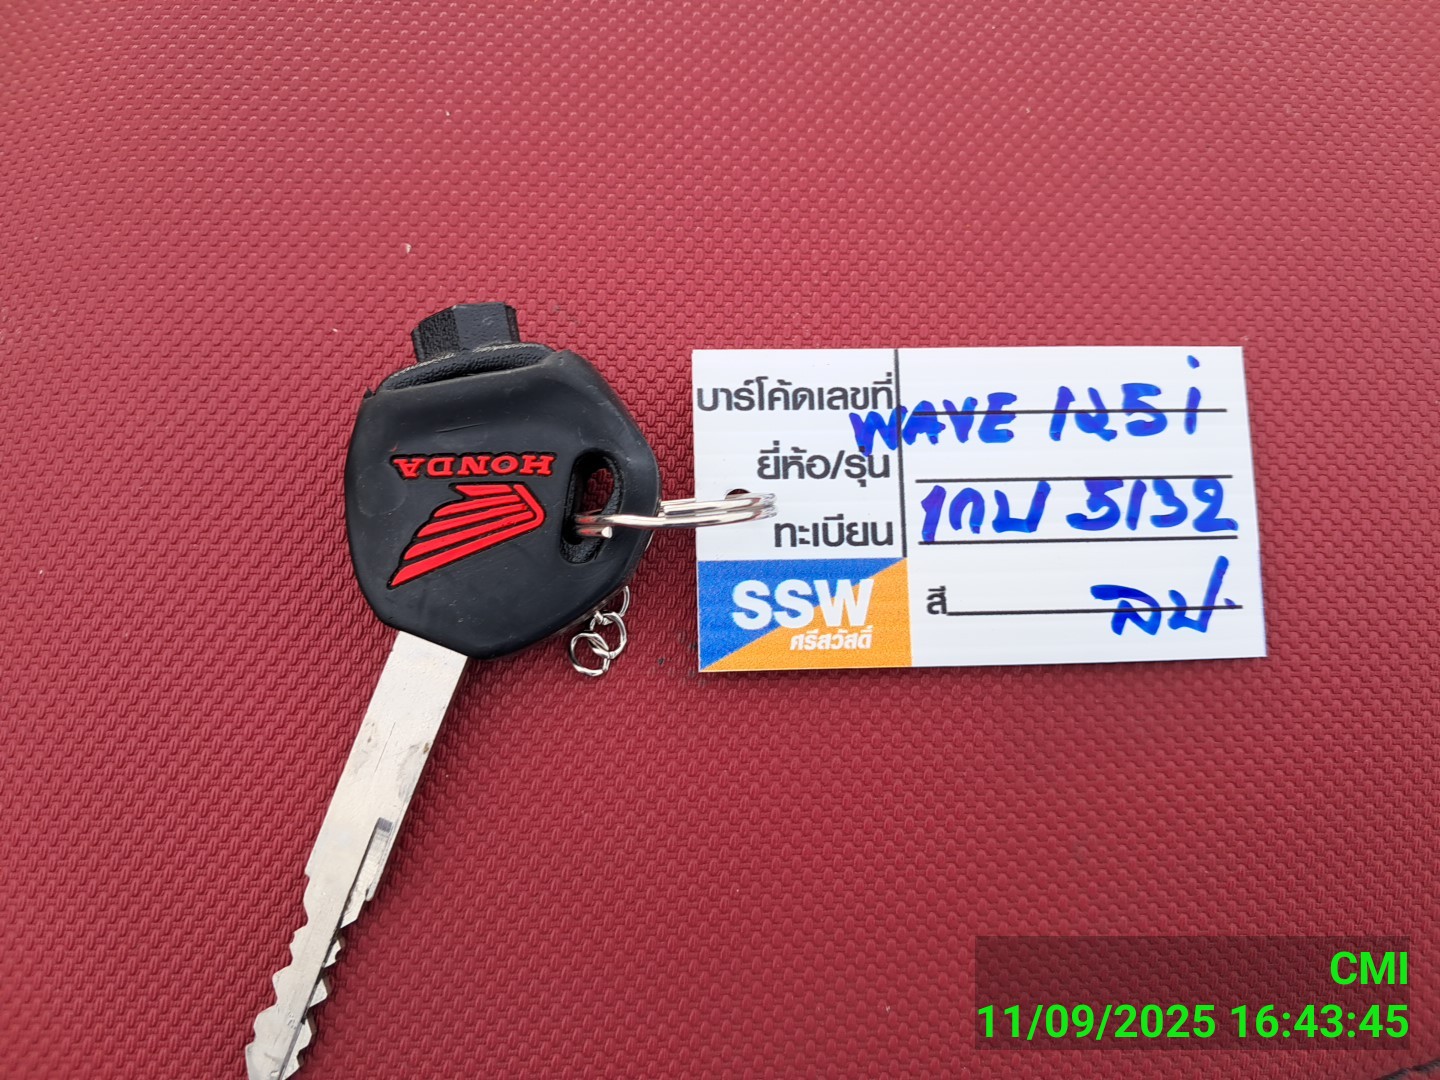 HONDA
บาร์โค้ดเลขที่
WAVE 125i
ยี่ห้อ/รุ่น
ทะเบียน 1กบ 5132
สี ลป.
SSW
ศรีสวัสดิ์
CMI
11/09/2025 16:43:45